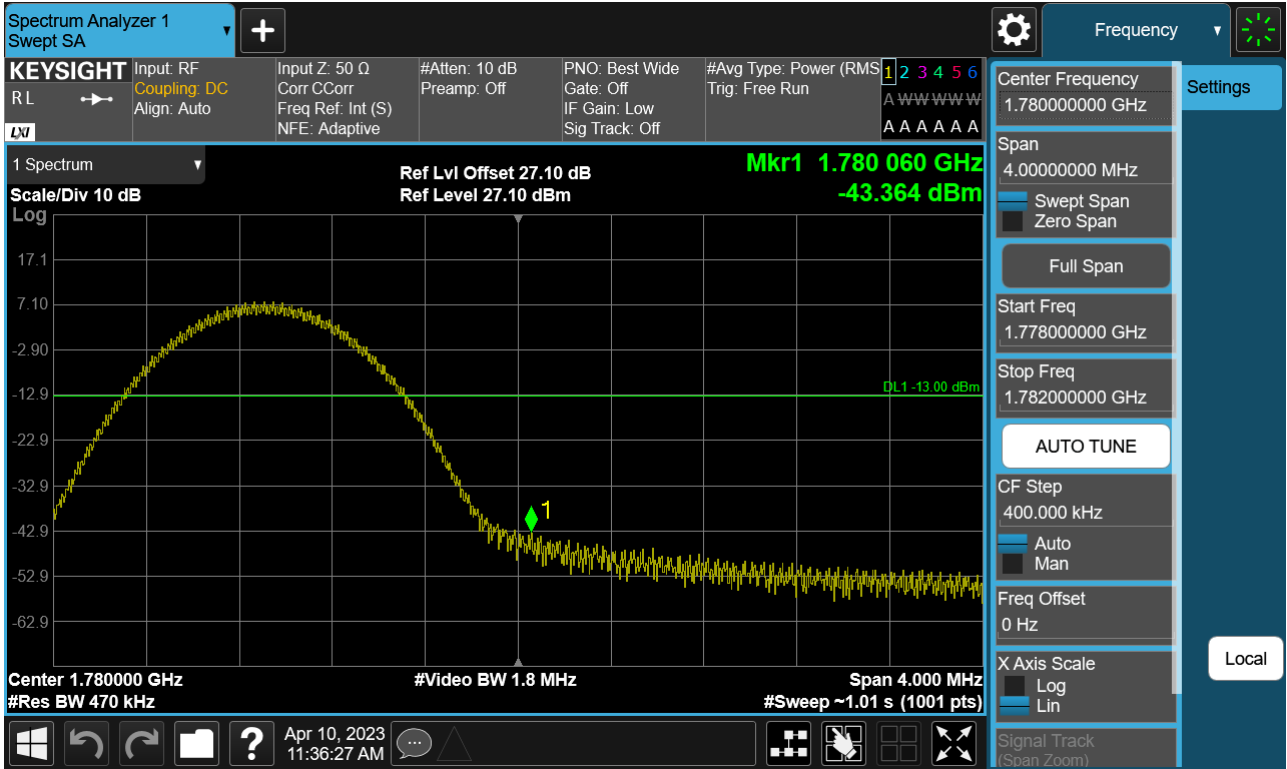 Spectrum Analyzer 1
Swept SA
Frequency
KEYSIGHT
R L
LXI
Input: RF
Coupling: DC
Align: Auto
Input Z: 50 Ω
Corr CCorr
Freq Ref: Int (S)
NFE: Adaptive
#Atten: 10 dB
Preamp: Off
PNO: Best Wide
Gate: Off
IF Gain: Low
Sig Track: Off
#Avg Type: Power (RMS
Trig: Free Run
1 2 3 4 5 6
A W W W W W
A A A A A A
1 Spectrum
Scale/Div 10 dB
Log
Ref Lvl Offset 27.10 dB
Ref Level 27.10 dBm
Mkr1 1.780 060 GHz
-43.364 dBm
17.1
7.10
-2.90
-12.9
-22.9
-32.9
-42.9
-52.9
-62.9
DL1 -13.00 dBm
1
Center 1.780000 GHz
#Res BW 470 kHz
#Video BW 1.8 MHz
Span 4.000 MHz
#Sweep ~1.01 s (1001 pts)
Center Frequency
1.780000000 GHz
Span
4.00000000 MHz
Swept Span
Zero Span
Full Span
Start Freq
1.778000000 GHz
Stop Freq
1.782000000 GHz
AUTO TUNE
CF Step
400.000 kHz
Auto
Man
Freq Offset
0 Hz
X Axis Scale
Log
Lin
Signal Track
(Span Zoom)
Settings
Local
?
Apr 10, 2023
11:36:27 AM